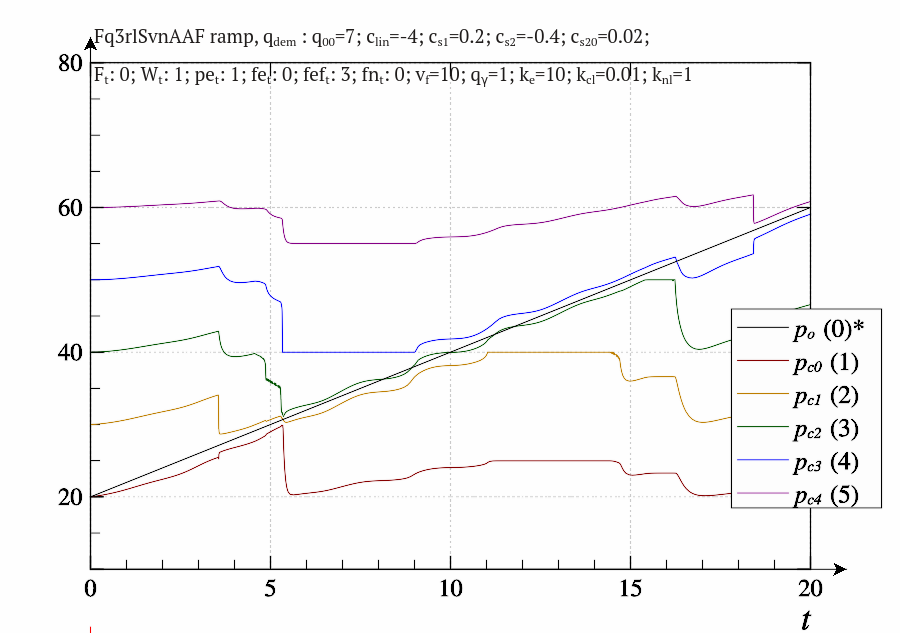 Fq3rlSvnAAF ramp, q_dem : q_00=7; c_lin=-4; c_s1=0.2; c_s2=-0.4; c_s20=0.02;
80
F_t: 0; W_t: 1; pe_t: 1; fe_t: 0; fef_t: 3; fn_t: 0; v_f=10; q_γ=1; k_e=10; k_cl=0.01; k_nl=1
60
40
20
p_o (0)*
p_c0 (1)
p_c1 (2)
p_c2 (3)
p_c3 (4)
p_c4 (5)
0 5 10 15 20
t